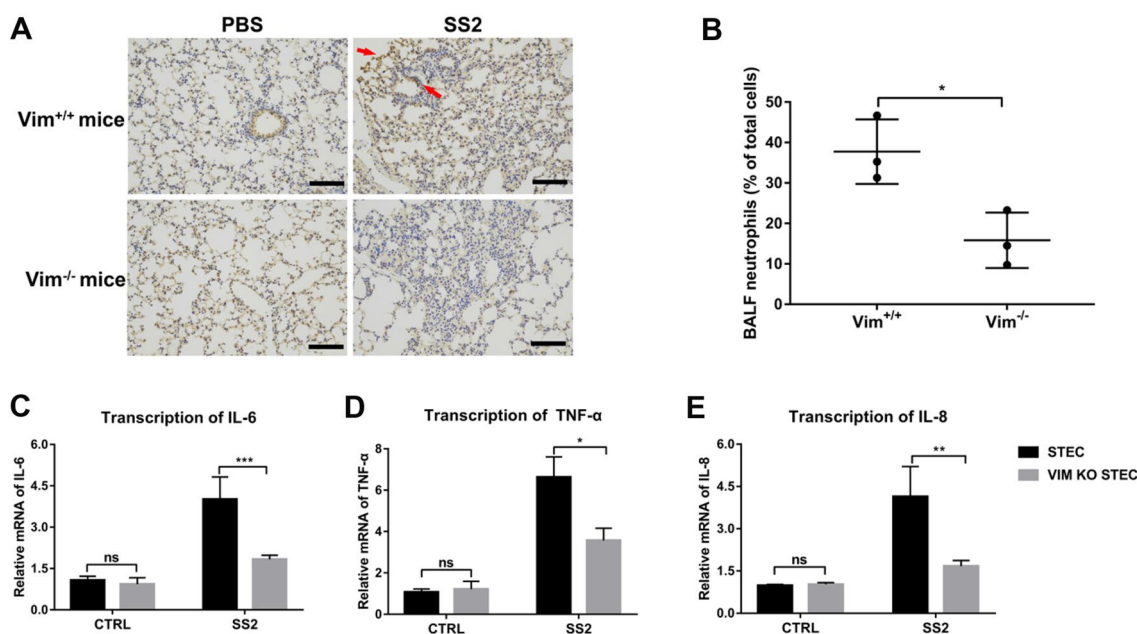 A
PBS
SS2
Vim+/+ mice
Vim-/- mice
B
BALF neutrophils (% of total cells)
50
40
30
20
10
0
*
Vim+/+
Vim-/-
C
Transcription of IL-6
Relative mRNA of IL-6
6.0
4.5
3.0
1.5
0.0
ns
***
CTRL
SS2
D
Transcription of TNF-α
Relative mRNA of TNF-α
8
6
4
2
0
ns
*
CTRL
SS2
E
Transcription of IL-8
Relative mRNA of IL-8
6.0
4.5
3.0
1.5
0.0
ns
**
CTRL
SS2
STEC
VIM KO STEC